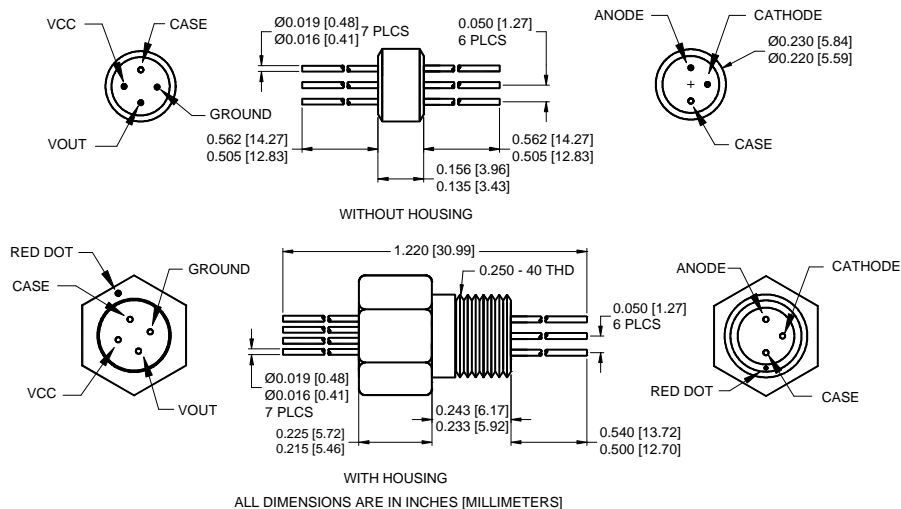 VCC
CASE
GROUND
VOUT
Ø0.019 [0.48]
Ø0.016 [0.41]
7 PLCS
0.050 [1.27]
6 PLCS
0.562 [14.27]
0.505 [12.83]
0.562 [14.27]
0.505 [12.83]
0.156 [3.96]
0.135 [3.43]
ANODE
CATHODE
Ø0.230 [5.84]
Ø0.220 [5.59]
CASE
WITHOUT HOUSING
RED DOT
CASE
GROUND
VCC
VOUT
1.220 [30.99]
0.250 - 40 THD
0.050 [1.27]
6 PLCS
Ø0.019 [0.48]
Ø0.016 [0.41]
7 PLCS
0.225 [5.72]
0.215 [5.46]
0.243 [6.17]
0.233 [5.92]
0.540 [13.72]
0.500 [12.70]
ANODE
CATHODE
RED DOT
CASE
WITH HOUSING
ALL DIMENSIONS ARE IN INCHES [MILLIMETERS]